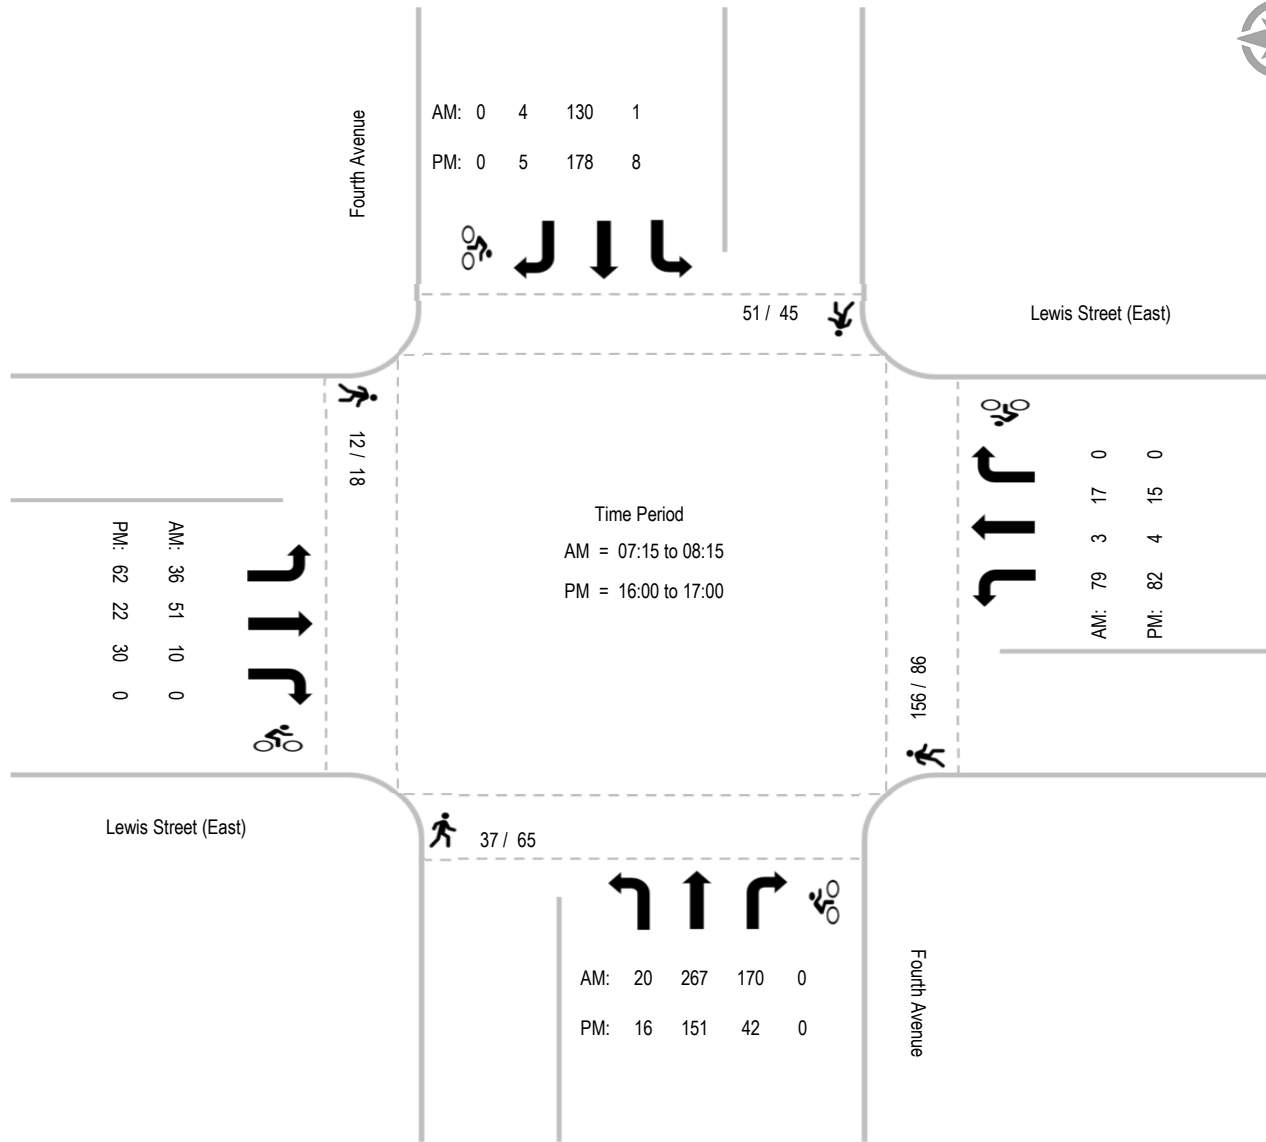 Fourth Avenue
AM: 0 4 130 1
PM: 0 5 178 8
51 / 45
Lewis Street (East)
12 / 18
AM: 79 3 17 0
PM: 82 4 15 0
Time Period
AM = 07:15 to 08:15
PM = 16:00 to 17:00
AM: 36 51 10 0
PM: 62 22 30 0
156 / 86
Lewis Street (East)
37 / 65
AM: 20 267 170 0
PM: 16 151 42 0
Fourth Avenue